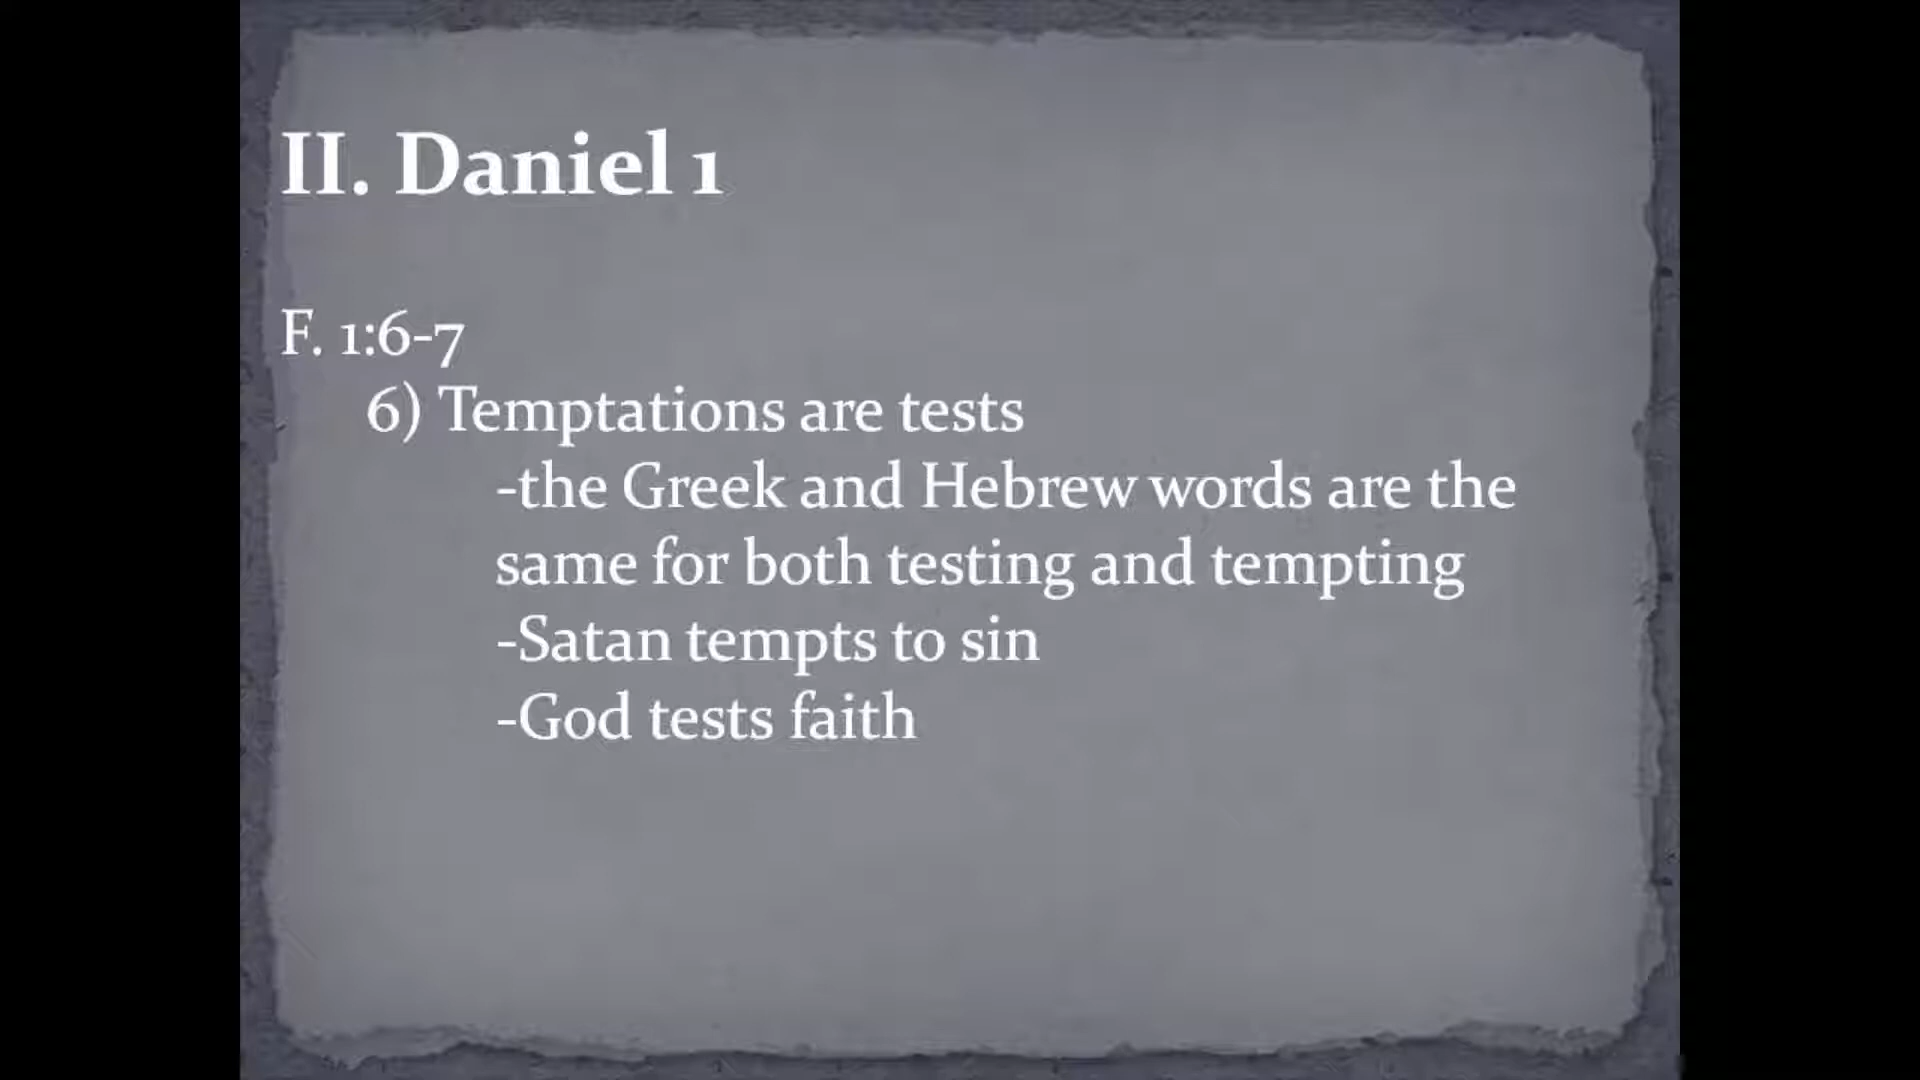 II. Daniel 1
F. 1:6-7
6) Temptations are tests
-the Greek and Hebrew words are the
same for both testing and tempting
-Satan tempts to sin
-God tests faith